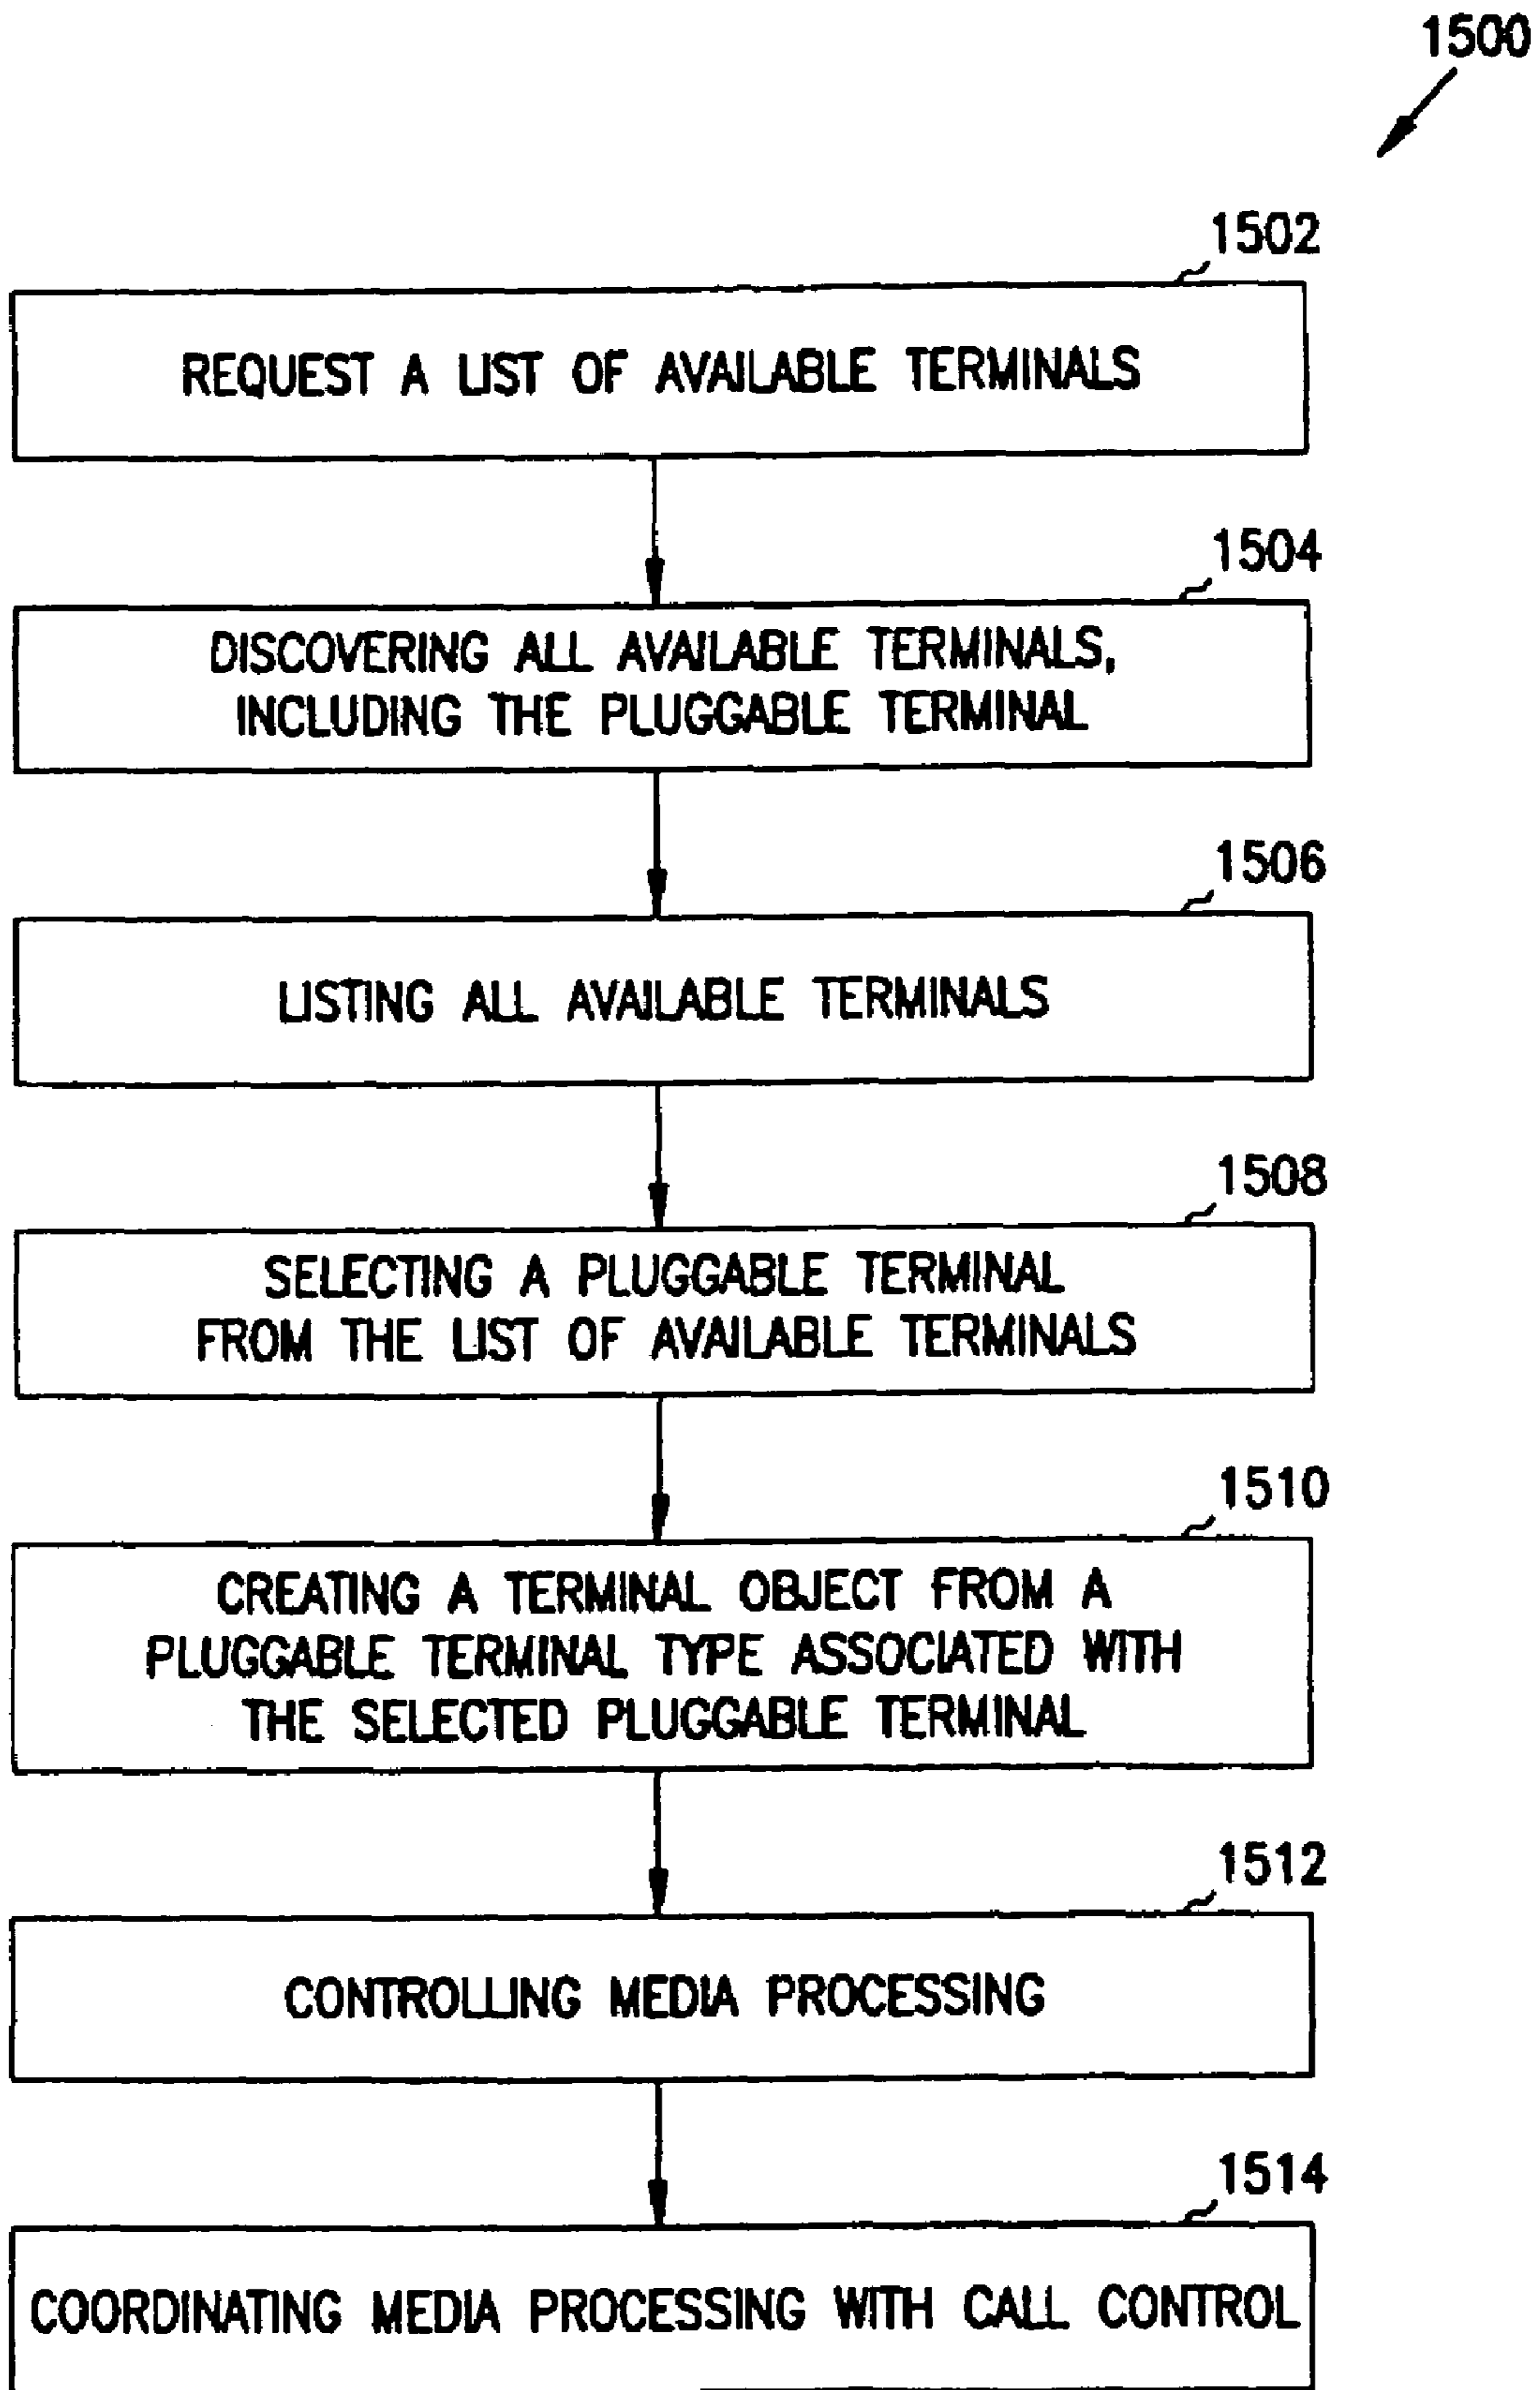 1500
1502
REQUEST A LIST OF AVAILABLE TERMINALS
1504
DISCOVERING ALL AVAILABLE TERMINALS,
INCLUDING THE PLUGGABLE TERMINAL
1506
LISTING ALL AVAILABLE TERMINALS
1508
SELECTING A PLUGGABLE TERMINAL
FROM THE LIST OF AVAILABLE TERMINALS
1510
CREATING A TERMINAL OBJECT FROM A
PLUGGABLE TERMINAL TYPE ASSOCIATED WITH
THE SELECTED PLUGGABLE TERMINAL
1512
CONTROLLING MEDIA PROCESSING
1514
COORDINATING MEDIA PROCESSING WITH CALL CONTROL